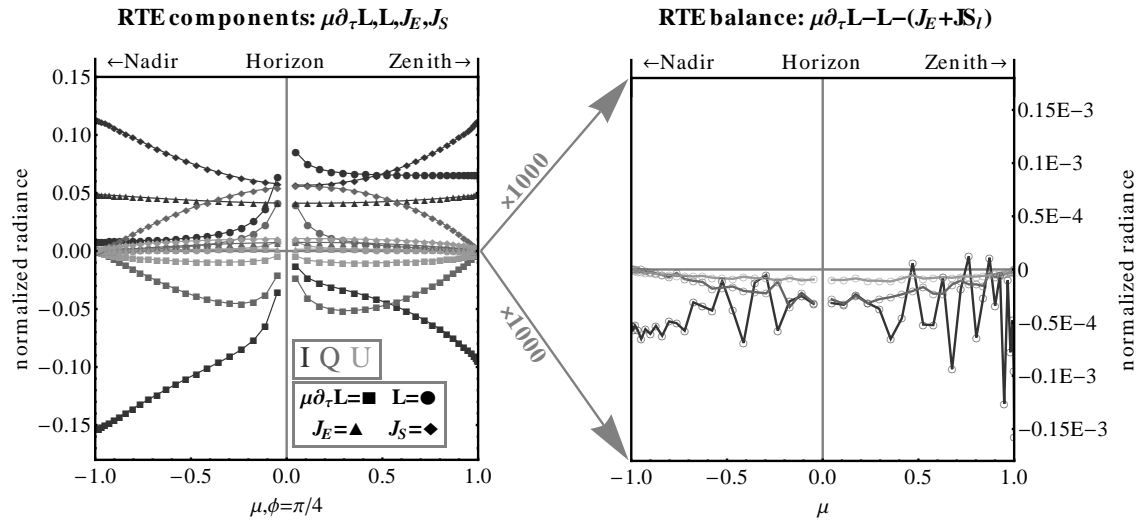 RTE components: μ∂τL,L,JE,JS
←Nadir Horizon Zenith→
0.15
0.10
0.05
0.00
−0.05
−0.10
−0.15
normalized radiance
I Q U
μ∂τL=■ L=●
JE=▲ JS=◆
−1.0 −0.5 0.0 0.5 1.0
μ,ϕ=π/4
×1000
×1000
RTE balance: μ∂τL−L−(JE+JSl)
←Nadir Horizon Zenith→
0.15E−3
0.1E−3
0.5E−4
0
−0.5E−4
−0.1E−3
−0.15E−3
normalized radiance
−1.0 −0.5 0.0 0.5 1.0
μ